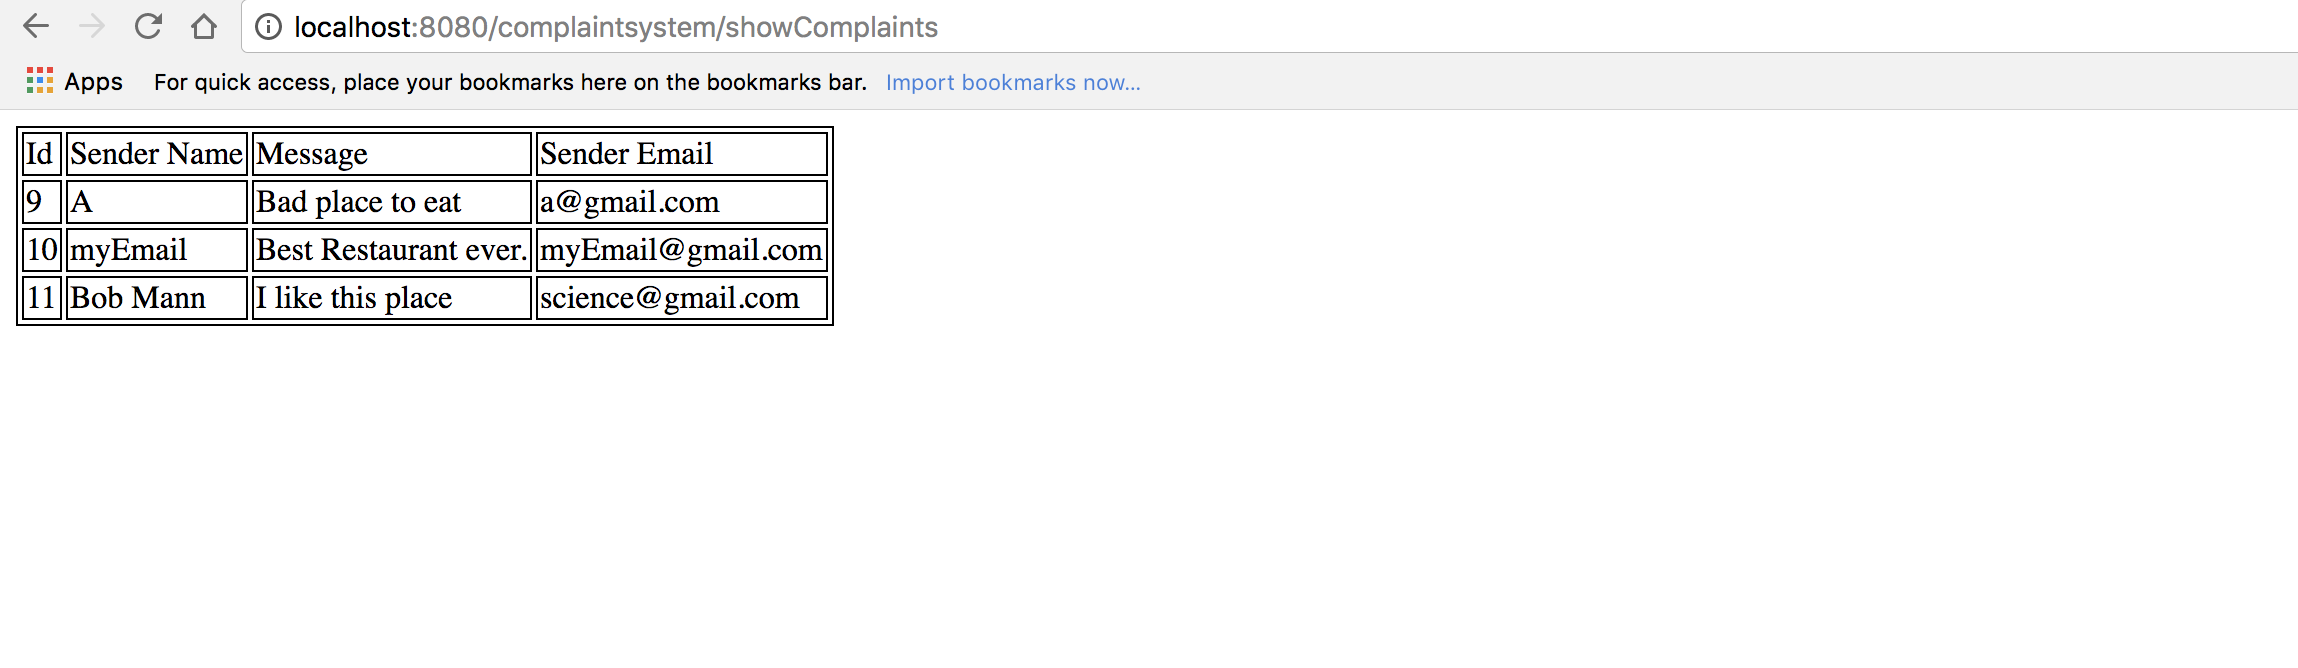 localhost:8080/complaintsystem/showComplaints
Apps For quick access, place your bookmarks here on the bookmarks bar. Import bookmarks now...
Id Sender Name Message Sender Email
9 A Bad place to eat a@gmail.com
10 myEmail Best Restaurant ever. myEmail@gmail.com
11 Bob Mann I like this place science@gmail.com